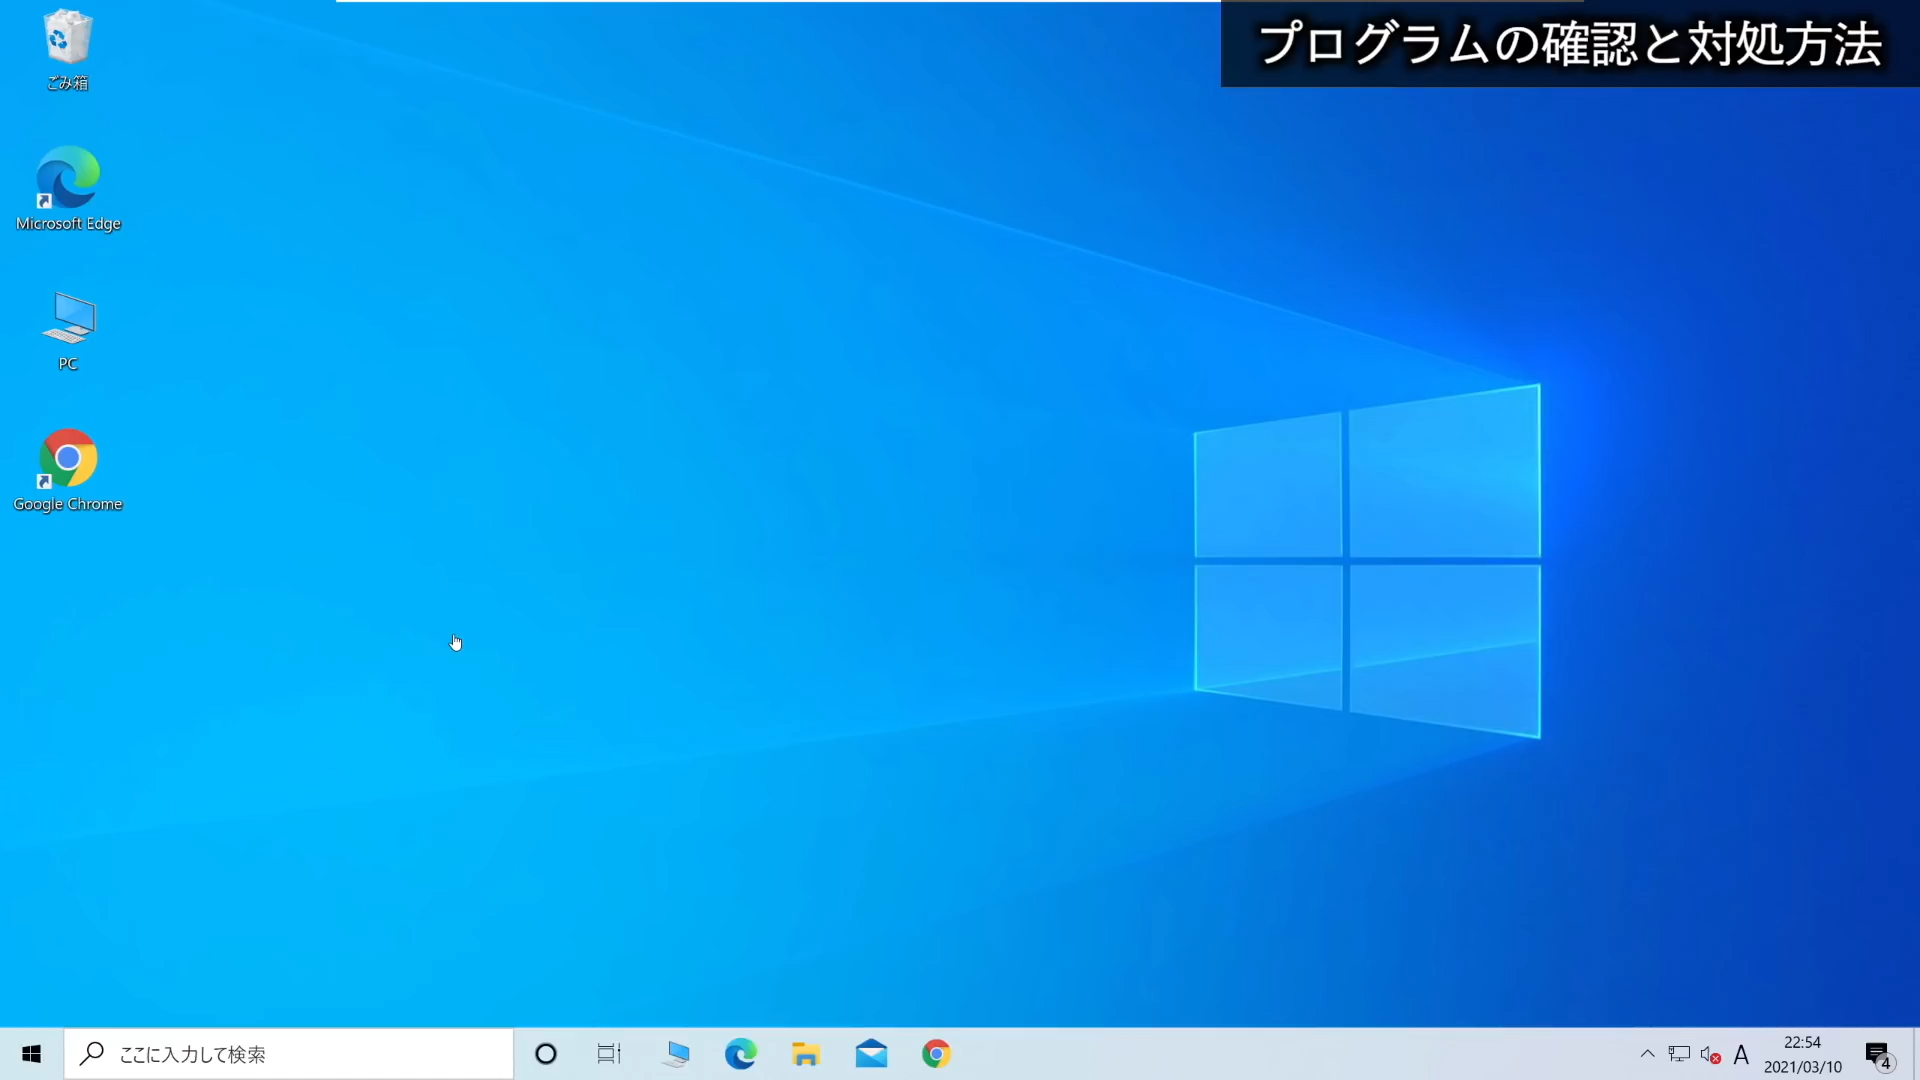 プログラムの確認と対処方法
ごみ箱
Microsoft Edge
PC
Google Chrome
ここに入力して検索
A
22:54
2021/03/10
4